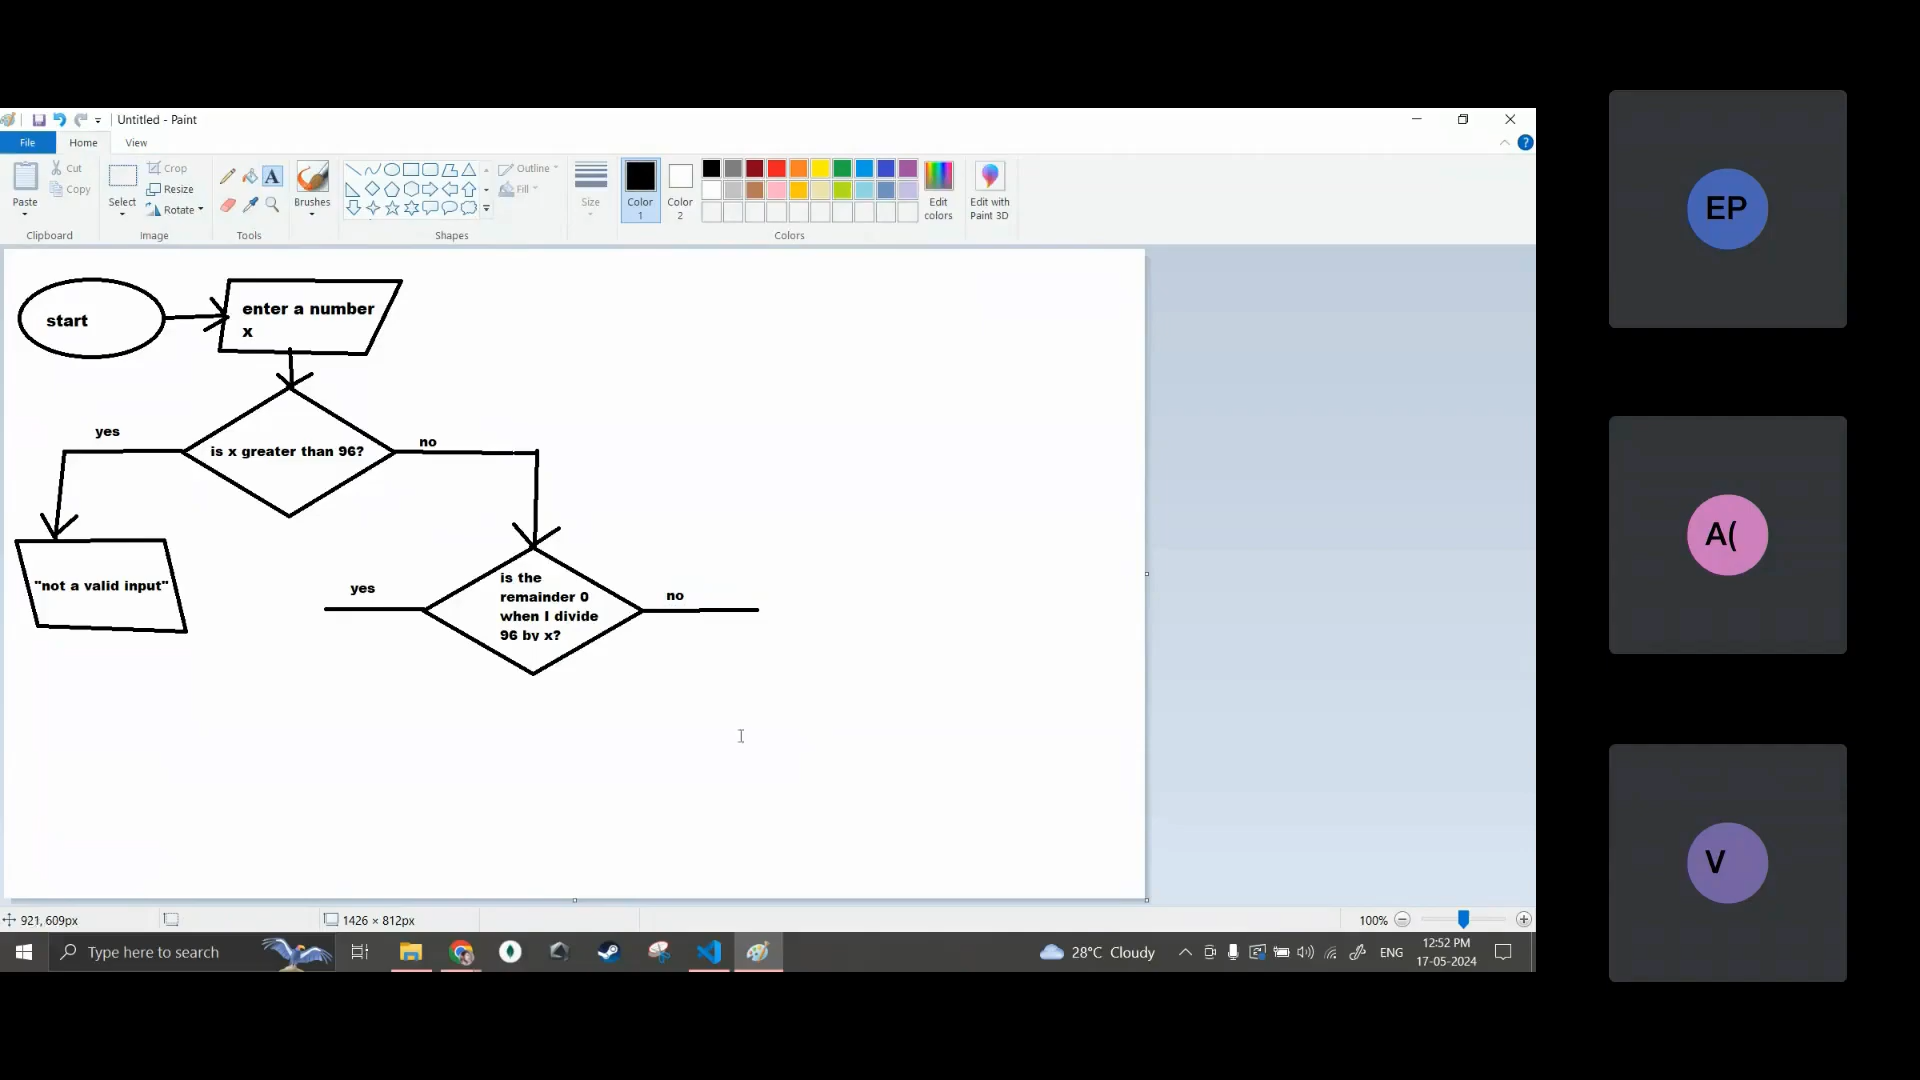 Untitled - Paint
File
Home
View
Cut
Copy
Paste
Clipboard
Crop
Resize
Rotate
Select
Image
Tools
Brushes
Shapes
Outline
Fill
Size
Color
1
Color
2
Colors
Edit
colors
Edit with
Paint 3D
start
enter a number
x
is x greater than 96?
yes
no
"not a valid input"
is the
remainder 0
when I divide
96 by x?
yes
no
921, 609px
1426 × 812px
100%
Type here to search
28°C Cloudy
ENG
12:52 PM
17-05-2024
EP
A(
V